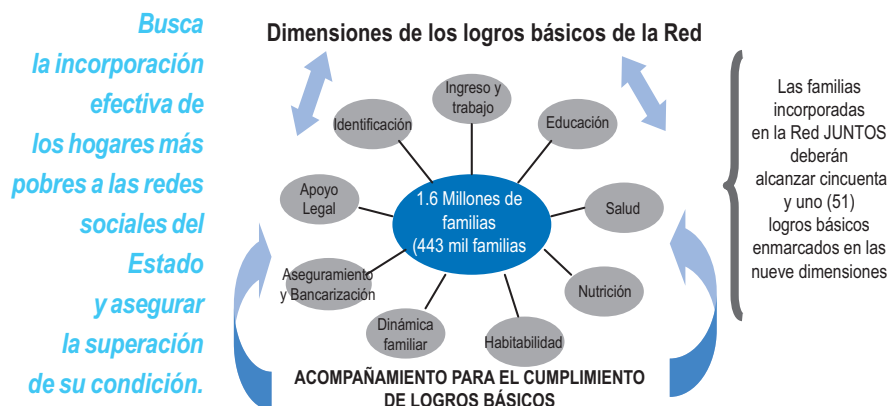 Busca
la incorporación
efectiva de
los hogares más
pobres a las redes
sociales del
Estado
y asegurar
la superación
de su condición.
Dimensiones de los logros básicos de la Red
Ingreso y
trabajo
Identificación
Educación
Apoyo
Legal
1.6 Millones de
familias
(443 mil familias
Salud
Aseguramiento
y Bancarización
Nutrición
Dinámica
familiar
Habitabilidad
ACOMPAÑAMIENTO PARA EL CUMPLIMIENTO
DE LOGROS BÁSICOS
Las familias
incorporadas
en la Red JUNTOS
deberán
alcanzar cincuenta
y uno (51)
logros básicos
enmarcados en las
nueve dimensiones